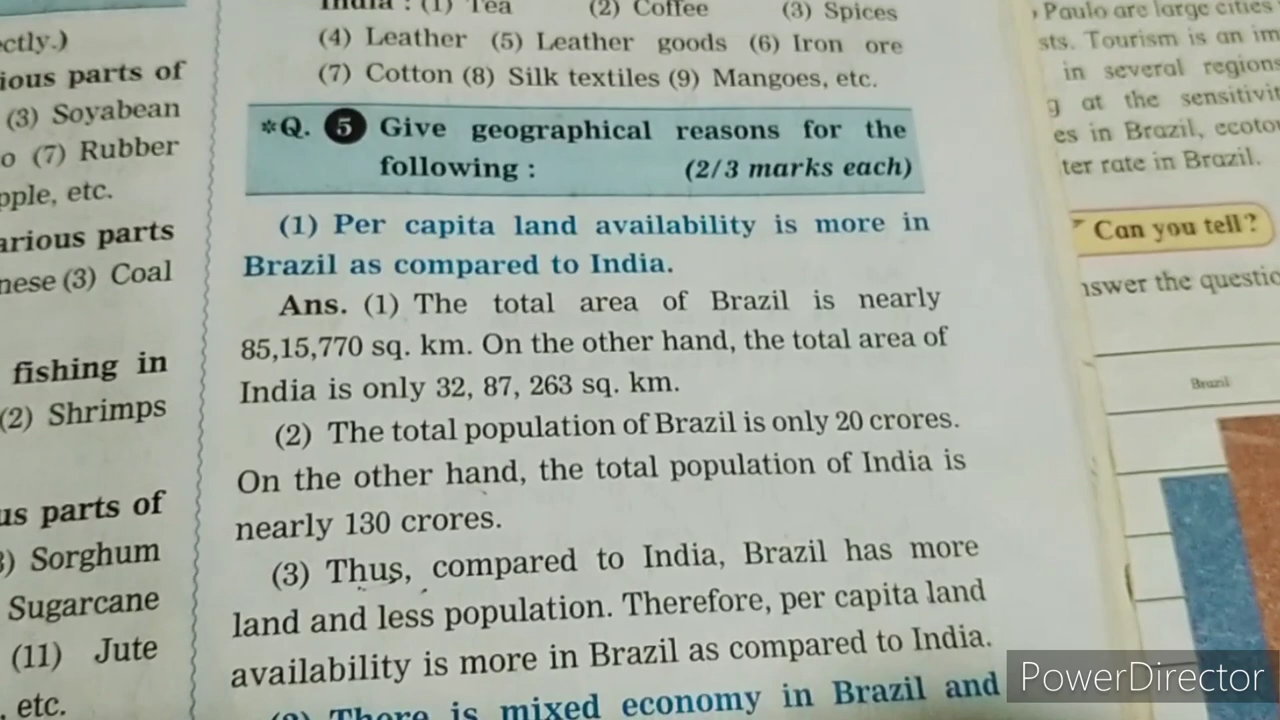 ectly.)
ious parts of
(3) Soyabean
o (7) Rubber
pple, etc.
arious parts
nese (3) Coal
fishing in
(2) Shrimps
us parts of
) Sorghum
Sugarcane
(11) Jute
, etc.
India : (1) Tea (2) Coffee (3) Spices
(4) Leather (5) Leather goods (6) Iron ore
(7) Cotton (8) Silk textiles (9) Mangoes, etc.
*Q. 5 Give geographical reasons for the
following : (2/3 marks each)
(1) Per capita land availability is more in
Brazil as compared to India.
Ans. (1) The total area of Brazil is nearly
85,15,770 sq. km. On the other hand, the total area of
India is only 32, 87, 263 sq. km.
(2) The total population of Brazil is only 20 crores.
On the other hand, the total population of India is
nearly 130 crores.
(3) Thus, compared to India, Brazil has more
land and less population. Therefore, per capita land
availability is more in Brazil as compared to India.
(2) There is mixed economy in Brazil and
Paulo are large cities
sts. Tourism is an im
in several regions
g at the sensitivit
es in Brazil, ecotou
ter rate in Brazil.
Can you tell?
nswer the questio
Brazil
PowerDirector